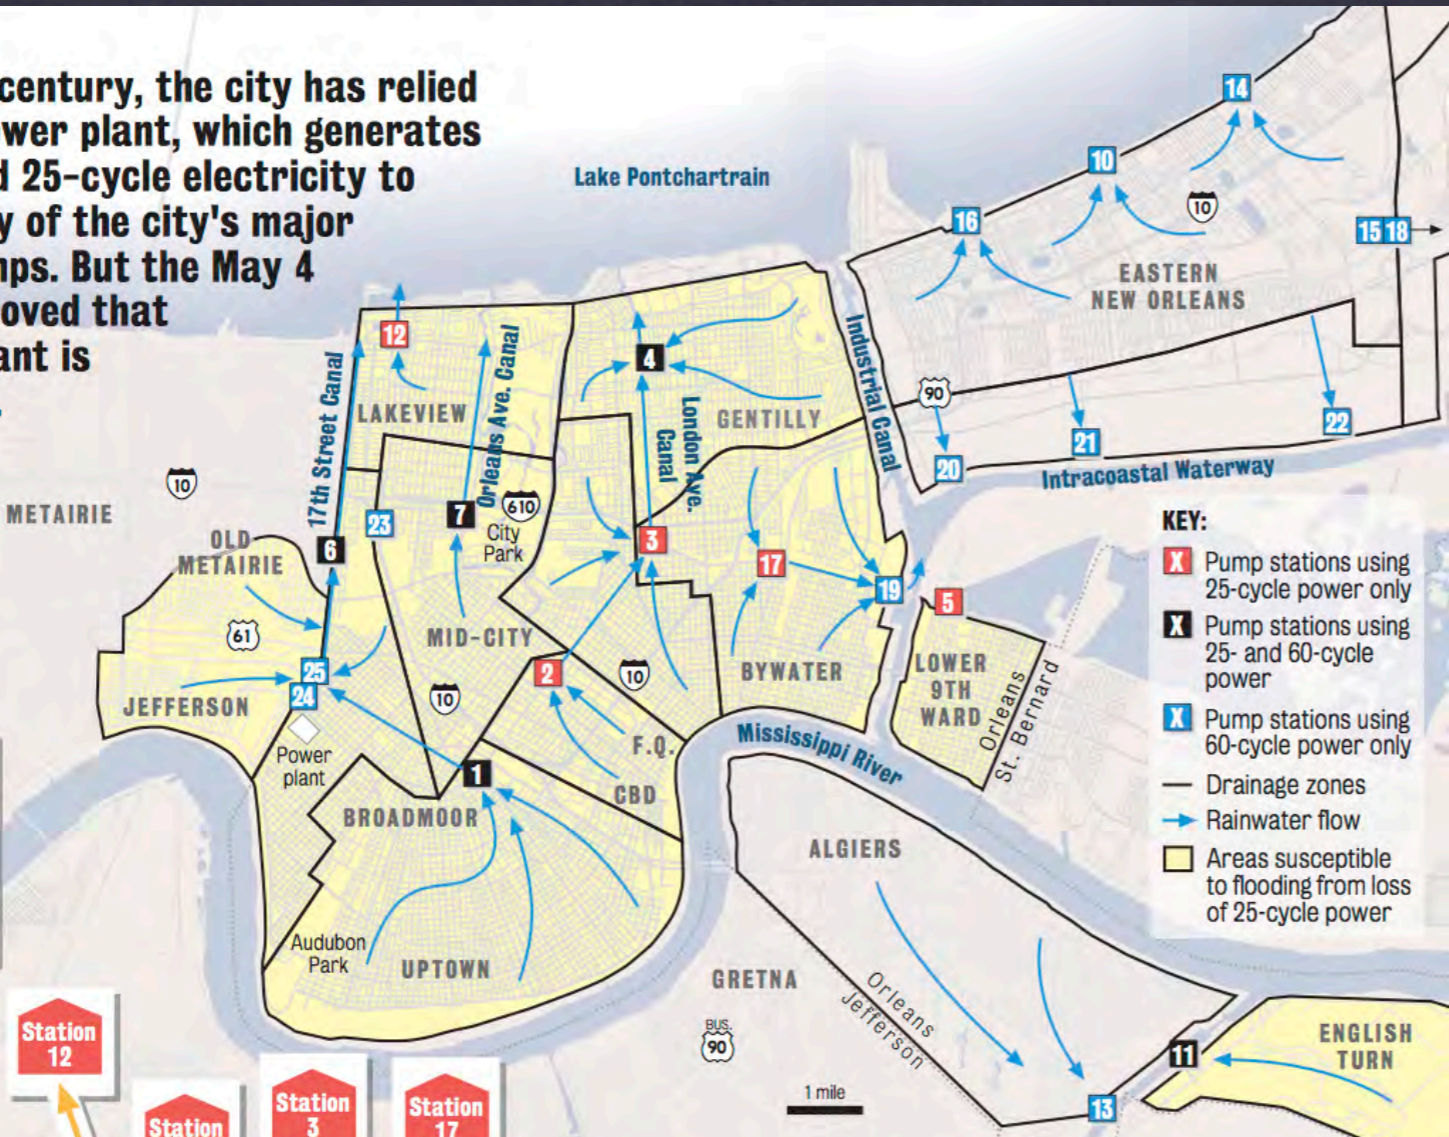 century, the city has relied
wer plant, which generates
25-cycle electricity to
of the city's major
But the May 4
that
is
Lake Pontchartrain
14
10
16
10
15 18
EASTERN
NEW ORLEANS
12
4
17th Street Canal
Orleans Ave. Canal
LAKEVIEW
London Ave.
Canal
GENTILLY
Industrial Canal
90
22
21
20
Intracoastal Waterway
10
METAIRIE
OLD
METAIRIE
6
23
7
610
City
Park
3
17
19
5
61
MID-CITY
25
24
JEFFERSON
Power
plant
10
2
10
BYWATER
LOWER
9TH
WARD
Orleans
St. Bernard
F.Q.
CBD
1
BROADMOOR
Mississippi River
Audubon
Park
UPTOWN
ALGIERS
GRETNA
BUS.
90
Orleans
Jefferson
1 mile
13
11
ENGLISH
TURN
KEY:
X Pump stations using
25-cycle power only
X Pump stations using
25- and 60-cycle
power
X Pump stations using
60-cycle power only
Drainage zones
Rainwater flow
Areas susceptible
to flooding from loss
of 25-cycle power
Station
12
Station
Station
3
Station
17